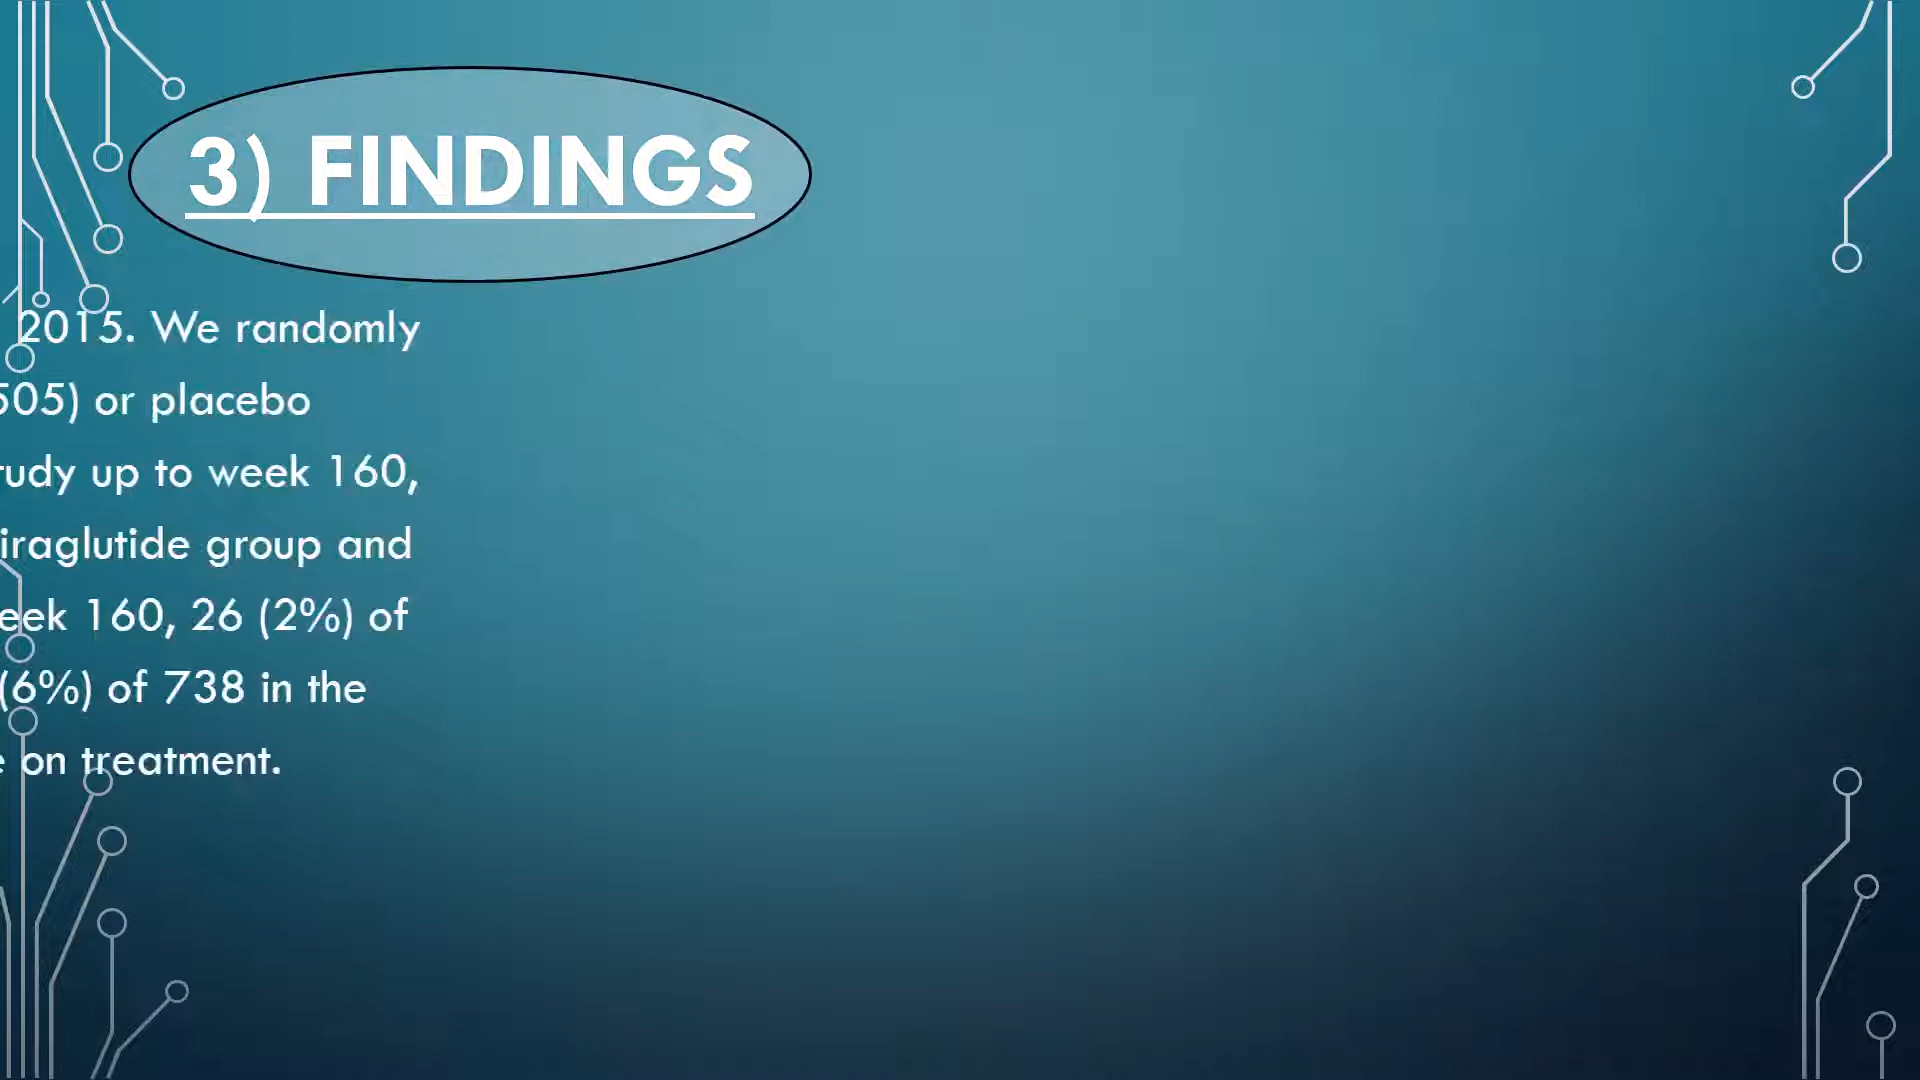 3) FINDINGS
2015. We randomly
505) or placebo
tudy up to week 160,
iraglutide group and
eek 160, 26 (2%) of
(6%) of 738 in the
e on treatment.